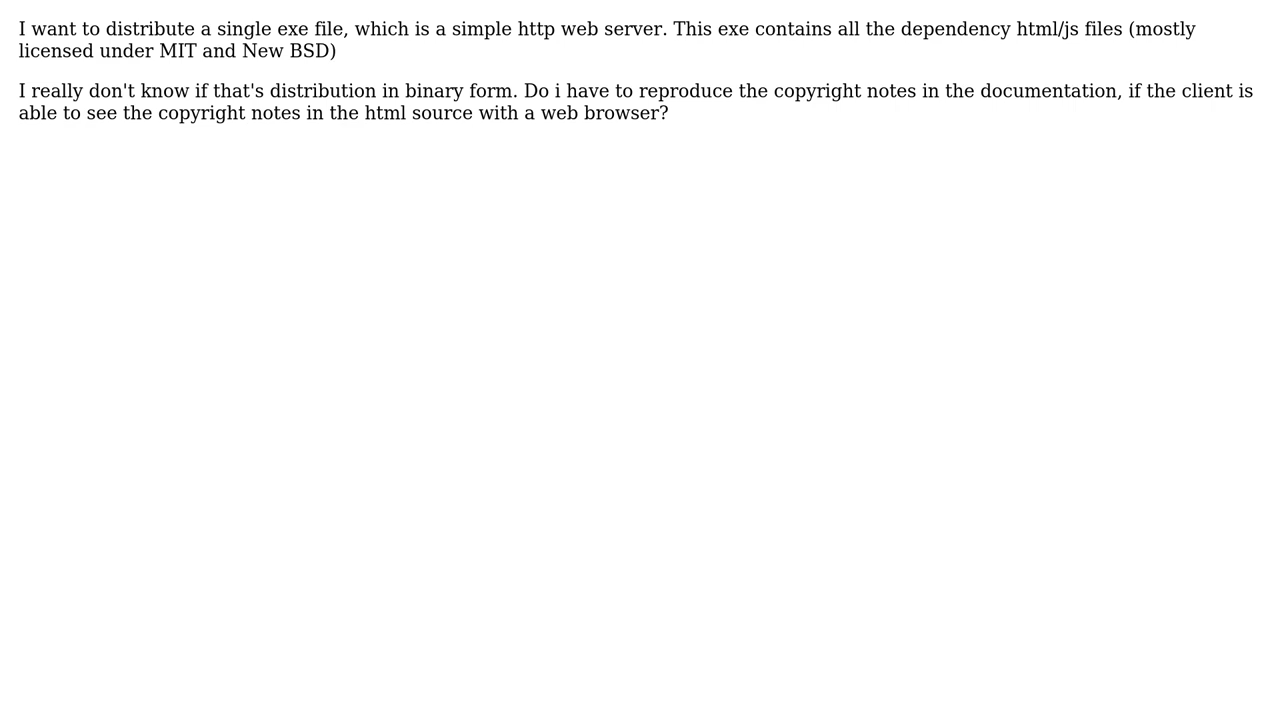 I want to distribute a single exe file, which is a simple http web server. This exe contains all the dependency html/js files (mostly
licensed under MIT and New BSD)
I really don't know if that's distribution in binary form. Do i have to reproduce the copyright notes in the documentation, if the client is
able to see the copyright notes in the html source with a web browser?